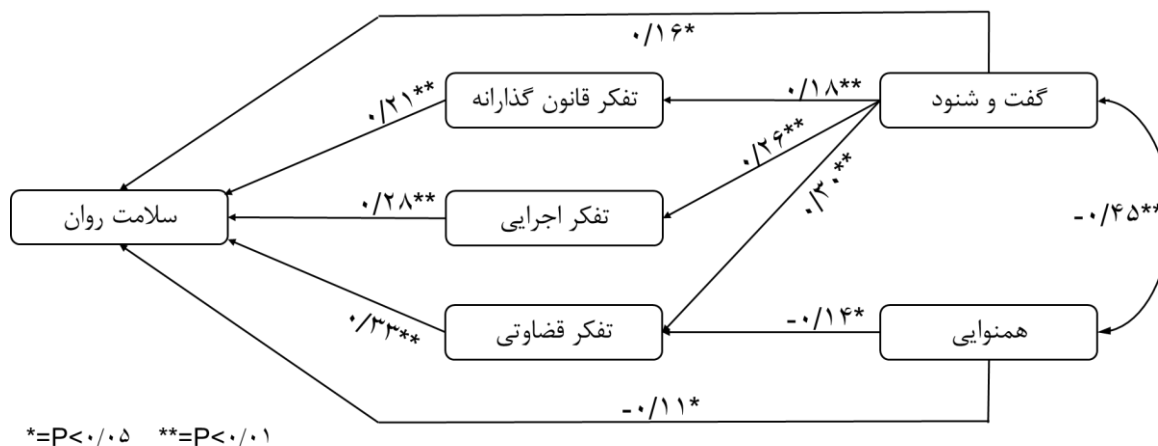 ۰/۱۶*
گفت و شنود
۰/۱۸**
تفکر قانون گذارانه
۰/۲۱**
۰/۲۶**
۰/۳۰**
-۰/۴۵**
تفکر اجرایی
۰/۲۸**
سلامت روان
همنوایی
-۰/۱۴*
تفکر قضاوتی
۰/۳۳**
-۰/۱۱*
*=P<۰/۰۵ **=P<۰/۰۱